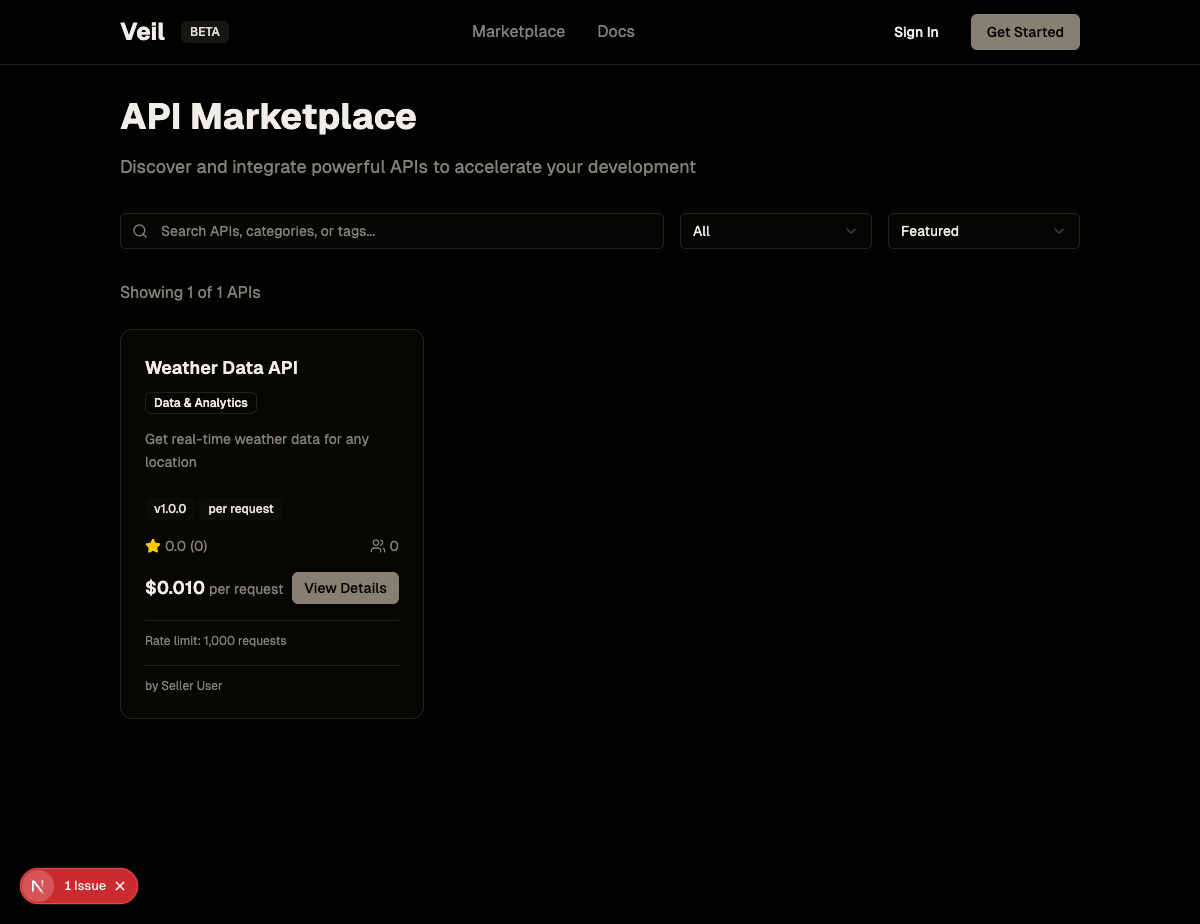 Veil BETA Marketplace Docs Sign In Get Started
API Marketplace
Discover and integrate powerful APIs to accelerate your development
Search APIs, categories, or tags... All Featured
Showing 1 of 1 APIs
Weather Data API
Data & Analytics
Get real-time weather data for any
location
v1.0.0 per request
0.0 (0) 0
$0.010 per request View Details
Rate limit: 1,000 requests
by Seller User
N 1 Issue